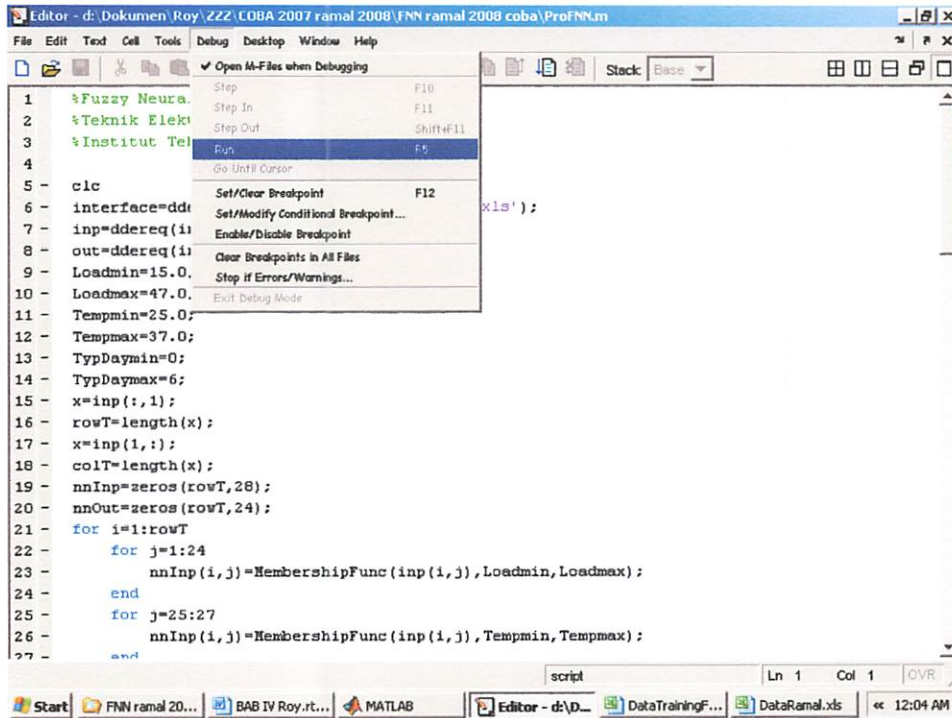 Editor - d:\Dokumen\Roy\ZZZ\COBA 2007 ramal 2008\FNN ramal 2008 coba\ProFNN.m
File Edit Text Cell Tools Debug Desktop Window Help
Stack: Base
Open M-Files when Debugging
Step F10
Step In F11
Step Out Shift+F11
Run F5
Go Until Cursor
Set/Clear Breakpoint F12
Set/Modify Conditional Breakpoint...
Enable/Disable Breakpoint
Clear Breakpoints in All Files
Stop if Errors/Warnings...
Exit Debug Mode
1 %Fuzzy Neura
2 %Teknik Elek
3 %Institut Te
4
5 - clc
6 - interface=dde xls');
7 - inp=ddereq(i
8 - out=ddereq(i
9 - Loadmin=15.0
10 - Loadmax=47.0
11 - Tempmin=25.0;
12 - Tempmax=37.0;
13 - TypDaymin=0;
14 - TypDaymax=6;
15 - x=inp(:,1);
16 - rowT=length(x);
17 - x=inp(1,:);
18 - colT=length(x);
19 - nnInp=zeros(rowT,28);
20 - nnOut=zeros(rowT,24);
21 - for i=1:rowT
22 - for j=1:24
23 - nnInp(i,j)=MembershipFunc(inp(i,j),Loadmin,Loadmax);
24 - end
25 - for j=25:27
26 - nnInp(i,j)=MembershipFunc(inp(i,j),Tempmin,Tempmax);
27 - end
script Ln 1 Col 1 OVR
Start FNN ramal 20... BAB IV Roy.rt... MATLAB Editor - d:\D... DataTrainingF... DataRamal.xls « 12:04 AM